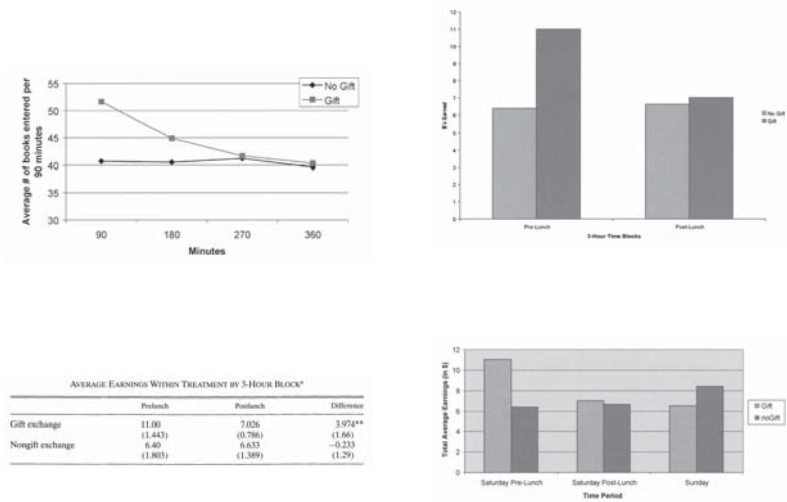 55
50
45
40
35
30
90 180 270 360
Average # of books entered per
90 minutes
Minutes
No Gift
Gift
12
11
10
9
8
7
6
5
4
3
2
1
0
$'s Earned
Pre-Lunch Post-Lunch
3-Hour Time Blocks
No Gift
Gift
AVERAGE EARNINGS WITHIN TREATMENT BY 3-HOUR BLOCKª
Prelunch Postlunch Difference
Gift exchange 11.00 7.026 3.974**
(1.443) (0.786) (1.66)
Nongift exchange 6.40 6.633 −0.233
(1.803) (1.389) (1.29)
12
10
8
6
4
2
0
Total Average Earnings (in $)
Saturday Pre-Lunch Saturday Post-Lunch Sunday
Time Period
Gift
noGift